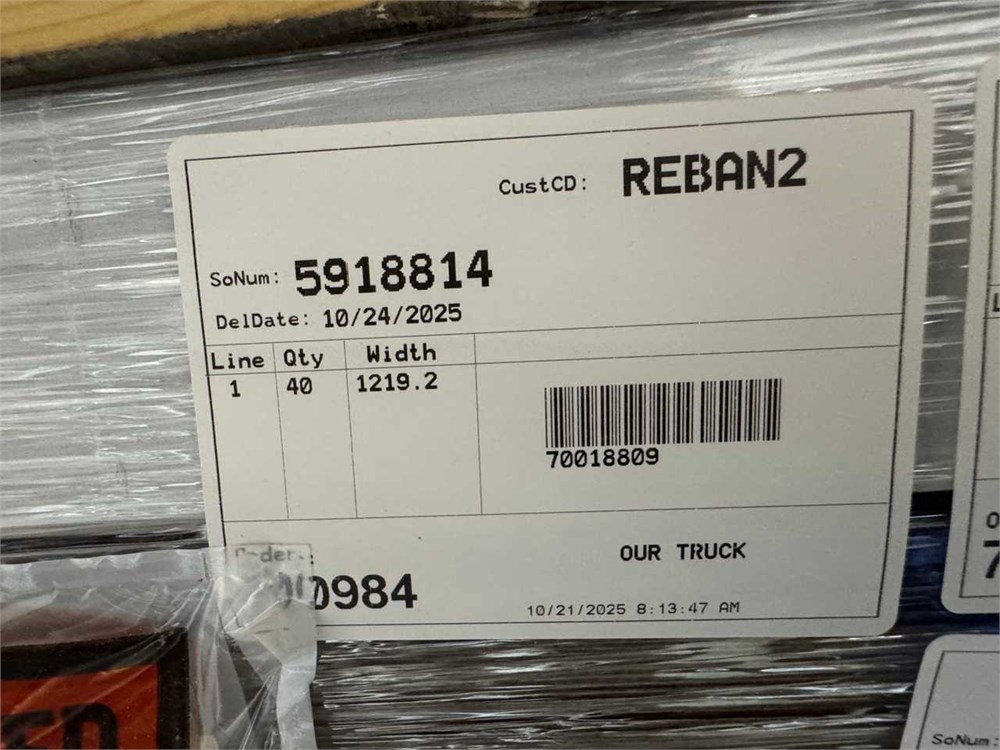 CustCD: REBAN2
SoNum: 5918814
DelDate: 10/24/2025
Line Qty Width
1 40 1219.2
70018809
OUR TRUCK
10/21/2025 8:13:47 AM
SoNum: